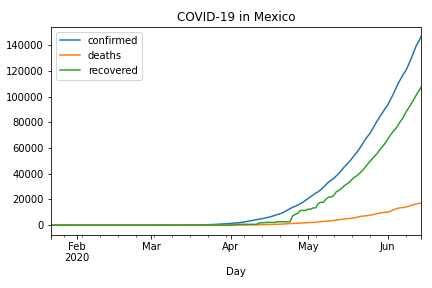 COVID-19 in Mexico
confirmed
deaths
recovered
140000
120000
100000
80000
60000
40000
20000
0
Feb Mar Apr May Jun
2020
Day